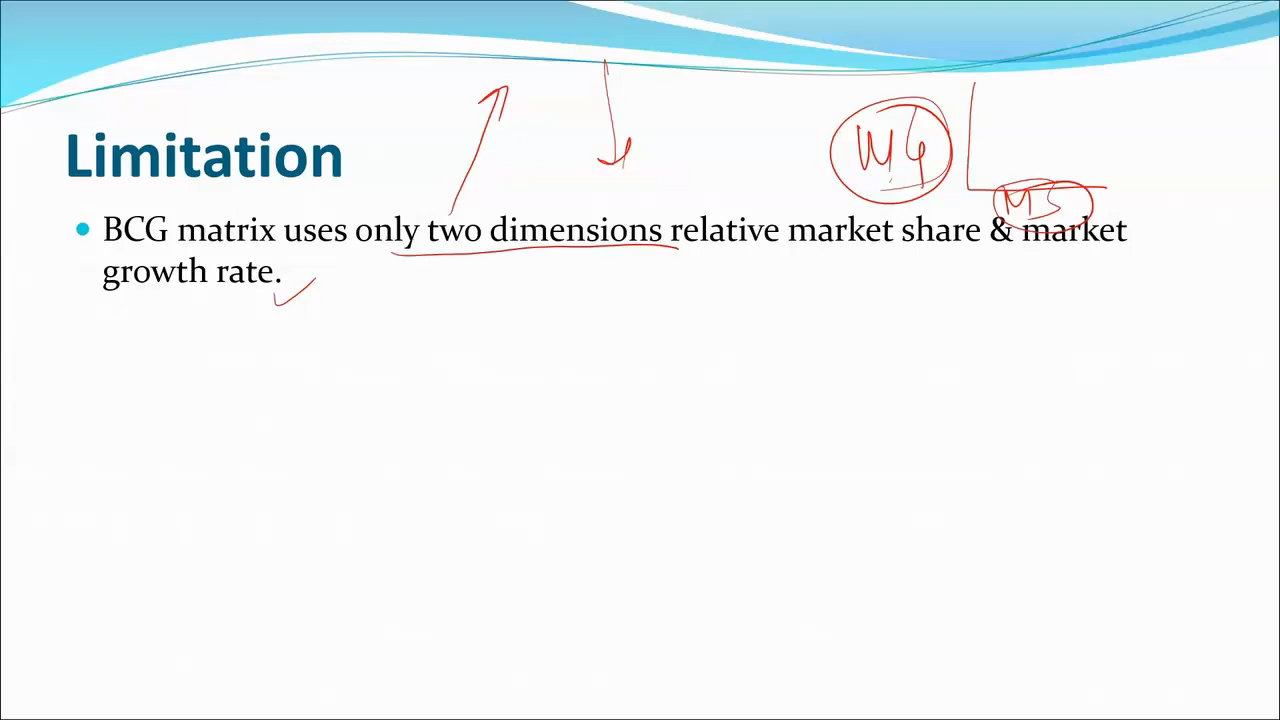 Limitation
MG
MS
• BCG matrix uses only two dimensions relative market share & market
growth rate.